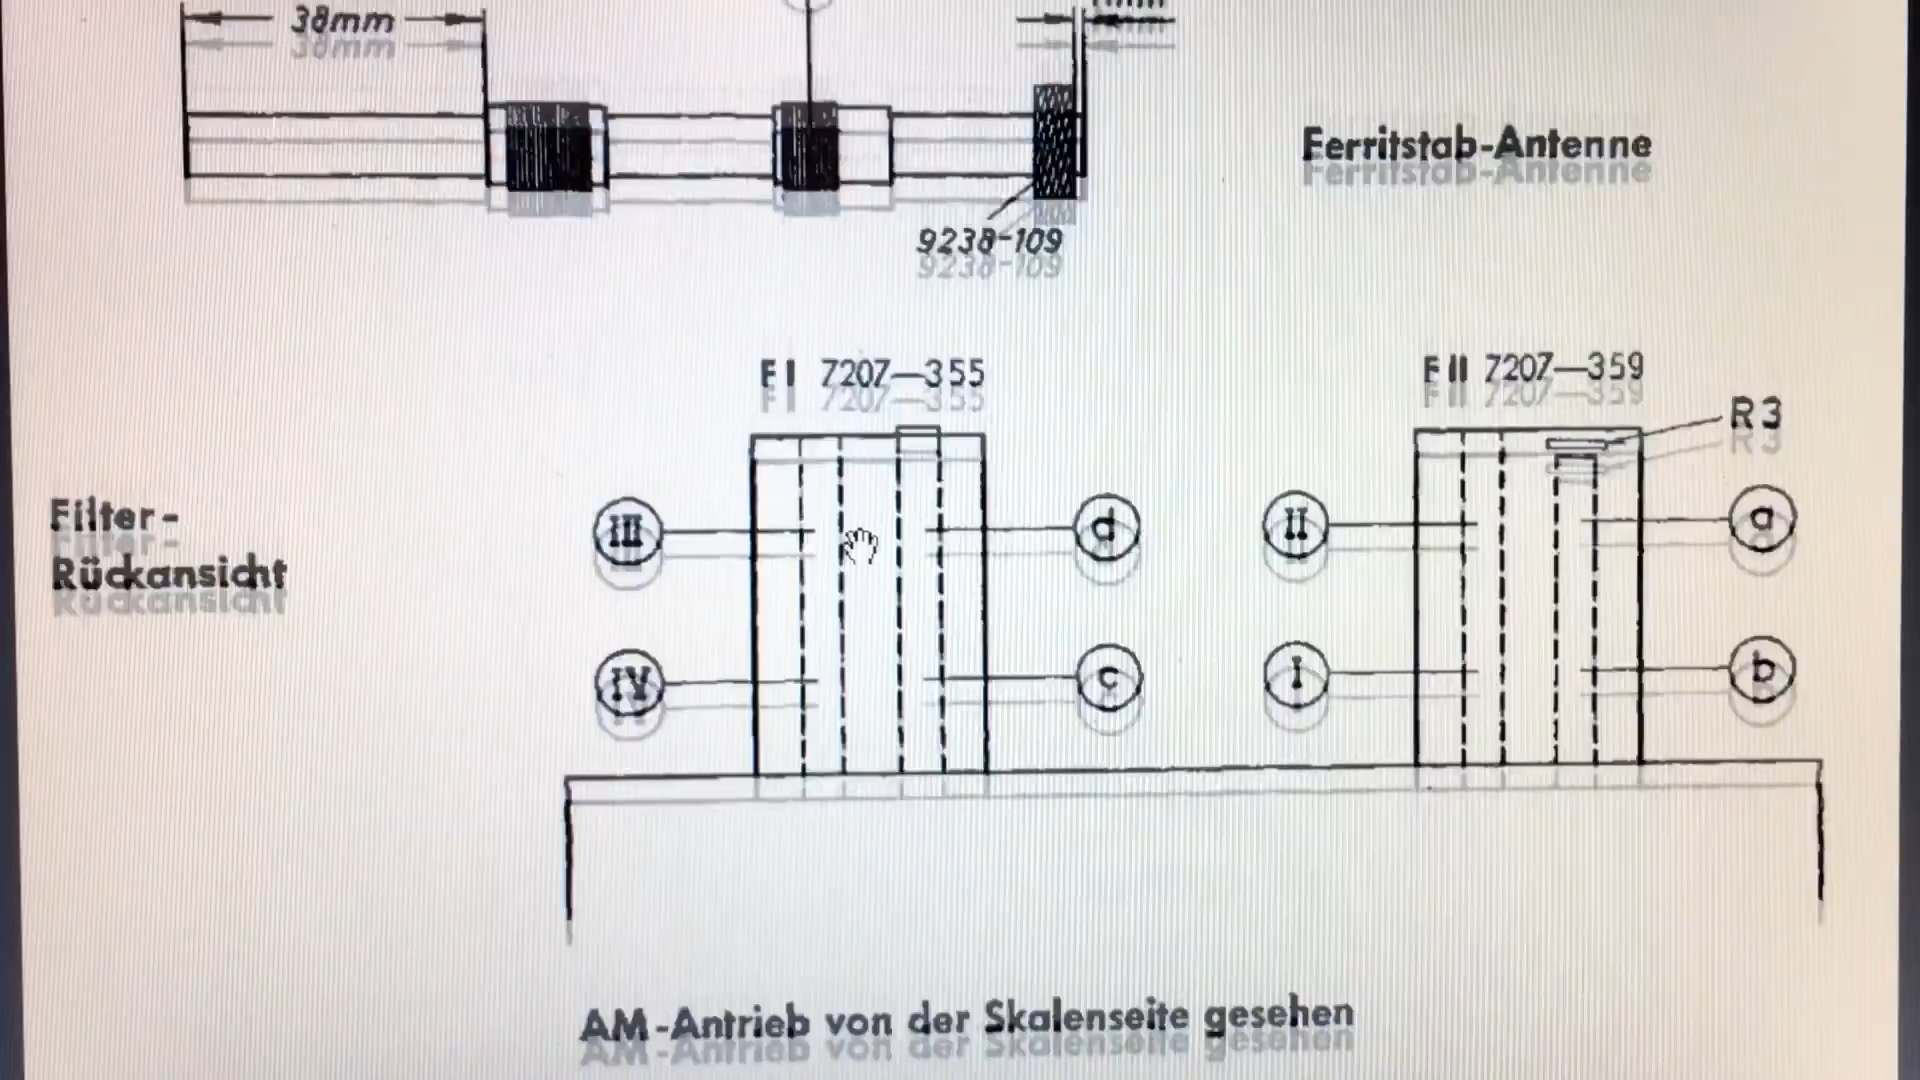 38mm
Ferritstab-Antenne
9238-109
F I 7207—355
F II 7207—359
R 3
III
d
II
a
Filter-
Rückansicht
IV
c
I
b
AM-Antrieb von der Skalenseite gesehen